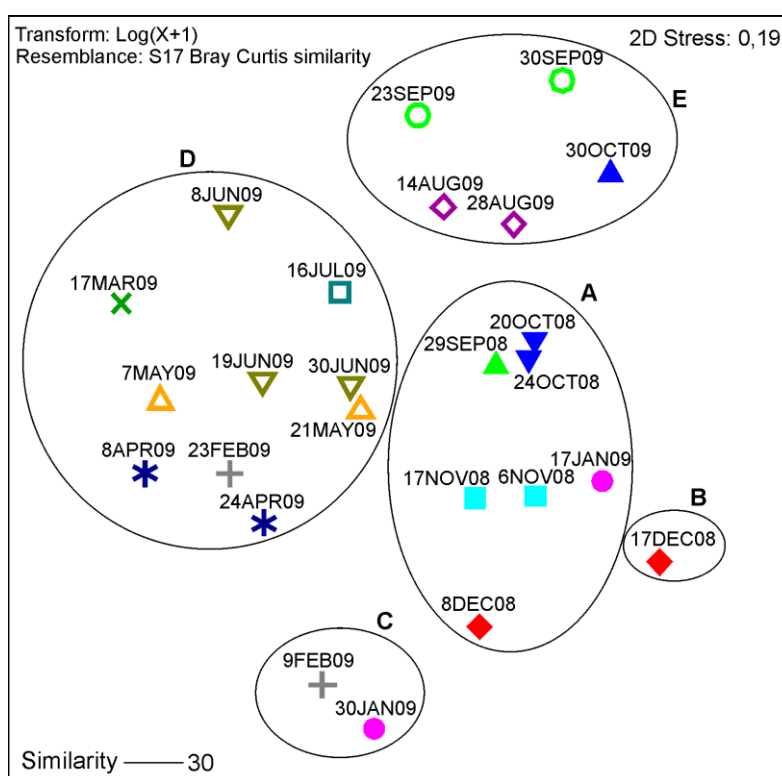 Transform: Log(X+1)
2D Stress: 0,19
Resemblance: S17 Bray Curtis similarity
30SEP09
23SEP09
E
30OCT09
D
14AUG09
8JUN09
28AUG09
17MAR09
16JUL09
A
20OCT08
29SEP08
24OCT08
7MAY09
19JUN09
30JUN09
21MAY09
8APR09
23FEB09
17NOV08
6NOV08
17JAN09
24APR09
B
17DEC08
8DEC08
C
9FEB09
30JAN09
Similarity
30